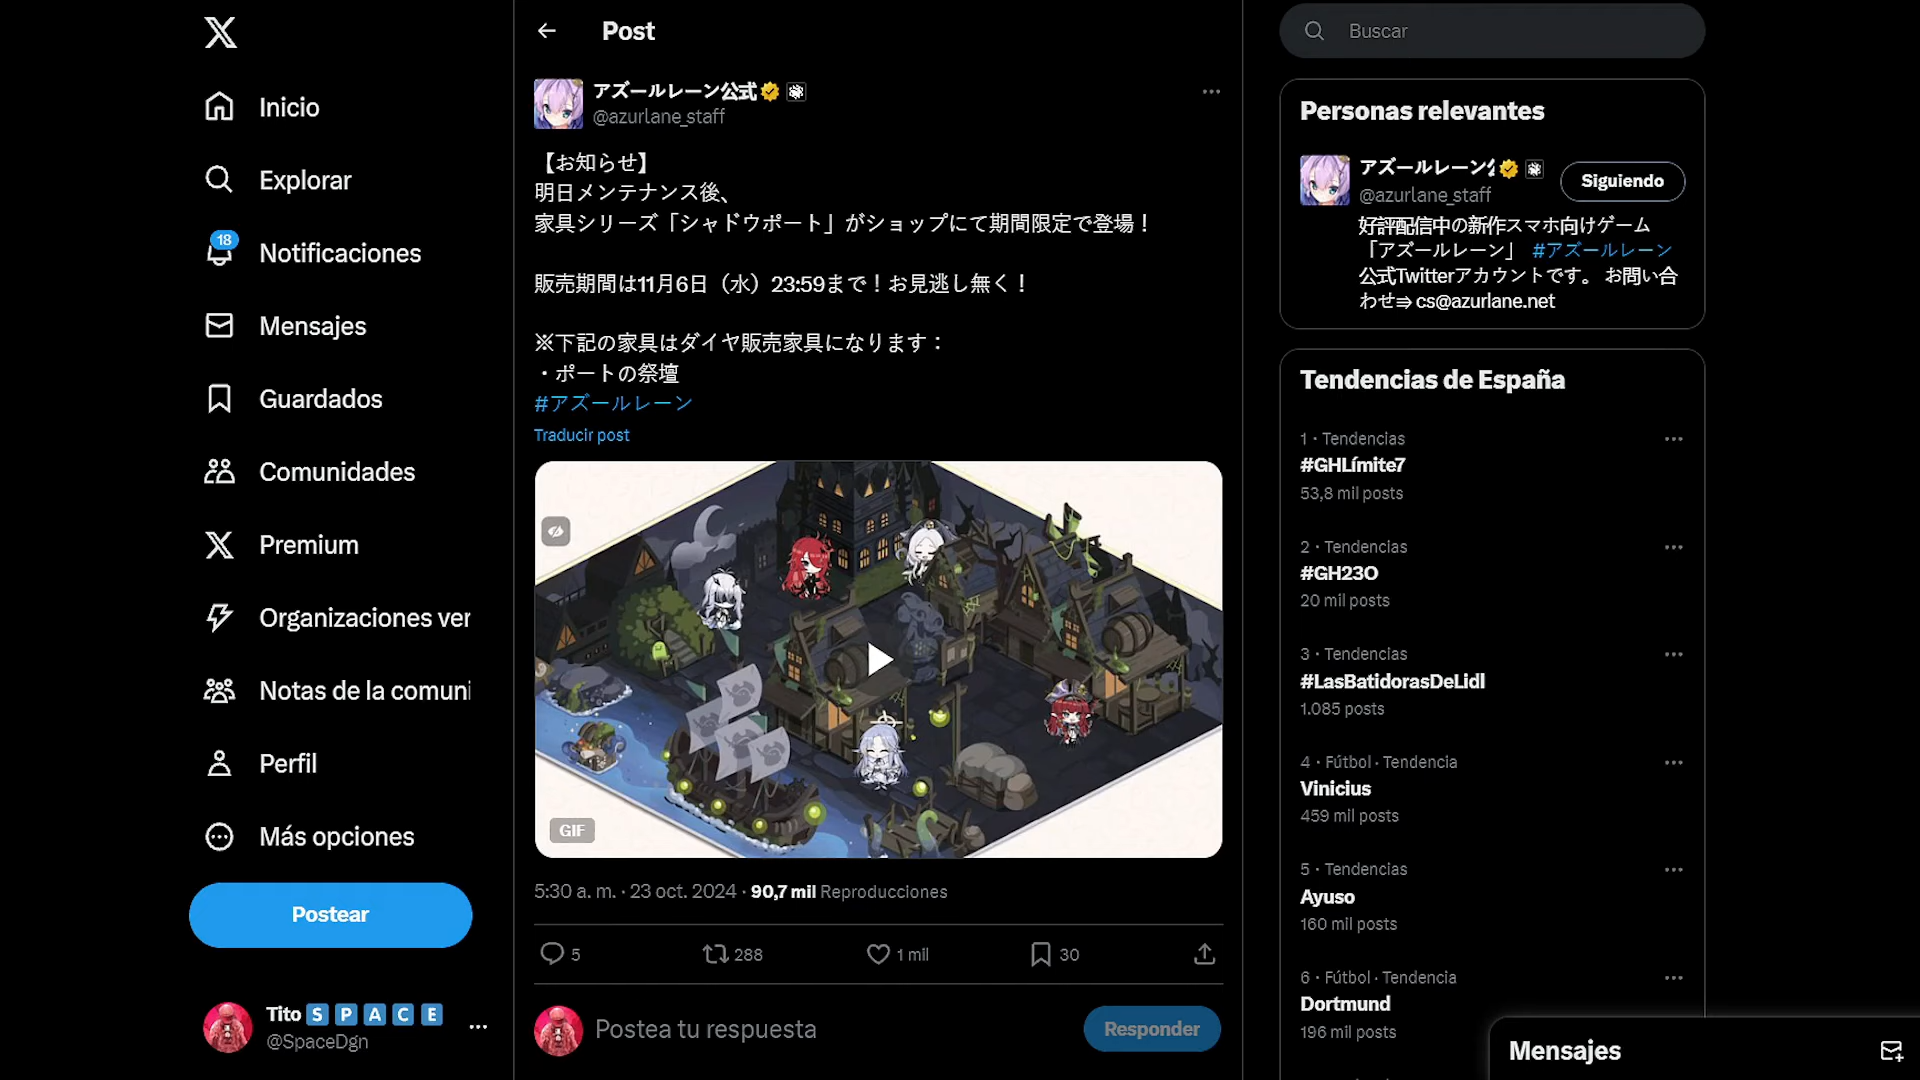 Inicio
Explorar
18
Notificaciones
Mensajes
Guardados
Comunidades
Premium
Organizaciones ver
Notas de la comuni
Perfil
Más opciones
Postear
Tito S P A C E
@SpaceDgn
Post
アズールレーン公式
@azurlane_staff
【お知らせ】
明日メンテナンス後、
家具シリーズ「シャドウポート」がショップにて期間限定で登場！
販売期間は11月6日（水）23:59まで！お見逃し無く！
※下記の家具はダイヤ販売家具になります：
・ポートの祭壇
#アズールレーン
Traducir post
GIF
5:30 a. m. · 23 oct. 2024 · 90,7 mil Reproducciones
5
288
1 mil
30
Postea tu respuesta
Responder
Buscar
Personas relevantes
アズールレーン公
@azurlane_staff
Siguiendo
好評配信中の新作スマホ向けゲーム
「アズールレーン」 #アズールレーン
公式Twitterアカウントです。 お問い合
わせ⇒ cs@azurlane.net
Tendencias de España
1 · Tendencias
#GHLímite7
53,8 mil posts
2 · Tendencias
#GH23O
20 mil posts
3 · Tendencias
#LasBatidorasDeLidl
1.085 posts
4 · Fútbol · Tendencia
Vinicius
459 mil posts
5 · Tendencias
Ayuso
160 mil posts
6 · Fútbol · Tendencia
Dortmund
196 mil posts
Mensajes